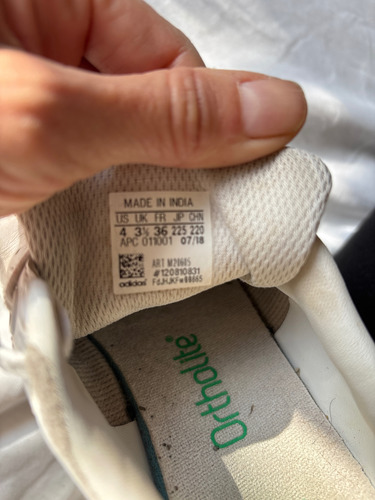 MADE IN INDIA
US UK FR JP CHN
4 3½ 36 225 220
APC 011001 07/18
ART M20605
#120810831
adidas
Ortholite®